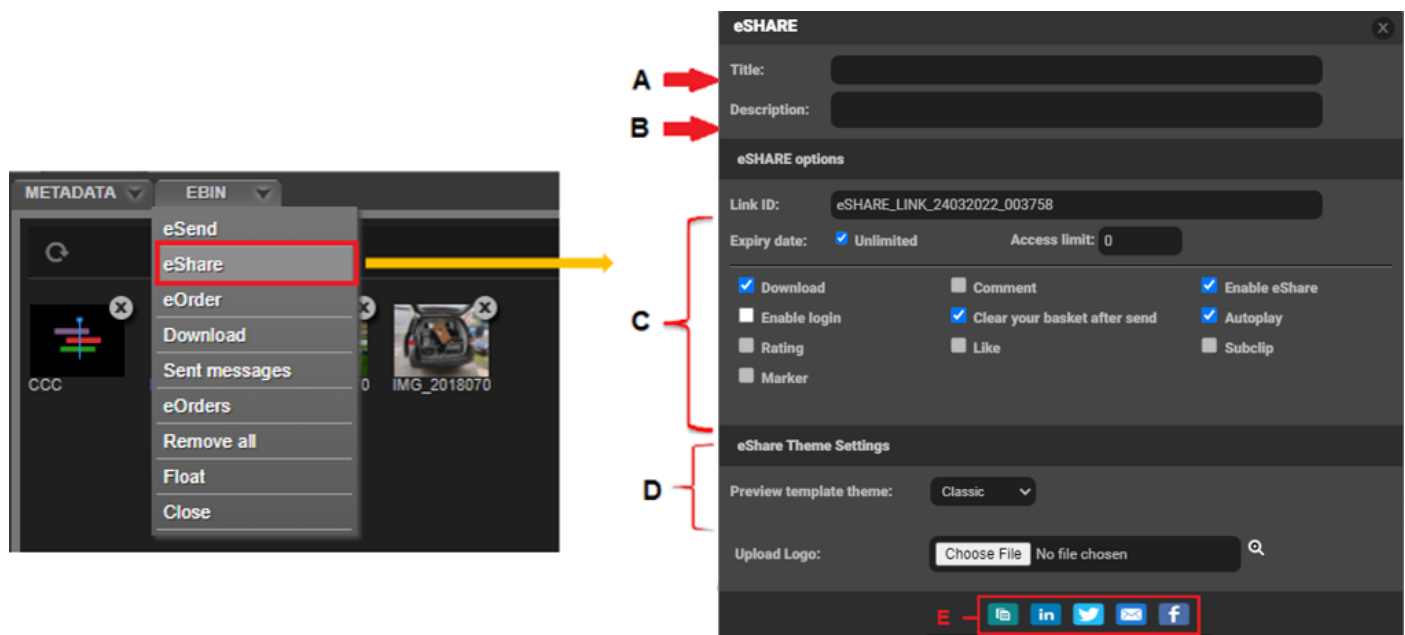 METADATA EBIN
eSend
eShare
eOrder
Download
Sent messages
eOrders
Remove all
Float
Close
CCC
0
IMG_2018070
A
B
C
D
eSHARE
Title:
Description:
eSHARE options
Link ID: eSHARE_LINK_24032022_003758
Expiry date: Unlimited Access limit: 0
Download Comment Enable eShare
Enable login Clear your basket after send Autoplay
Rating Like Subclip
Marker
eShare Theme Settings
Preview template theme: Classic
Upload Logo: Choose File No file chosen
E in f